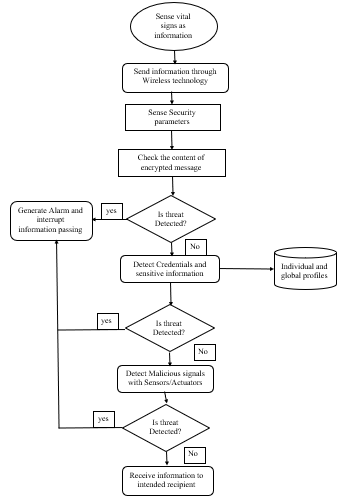 Sense vital
signs as
information
Send information through
Wireless technology
Sense Security
parameters
Check the content of
encrypted message
Generate Alarm and
interrupt
information passing
yes
Is threat
Detected?
No
Detect Credentials and
sensitive information
Individual and
global profiles
yes
Is threat
Detected?
No
Detect Malicious signals
with Sensors/Actuators
yes
Is threat
Detected?
No
Receive information to
intended recipient